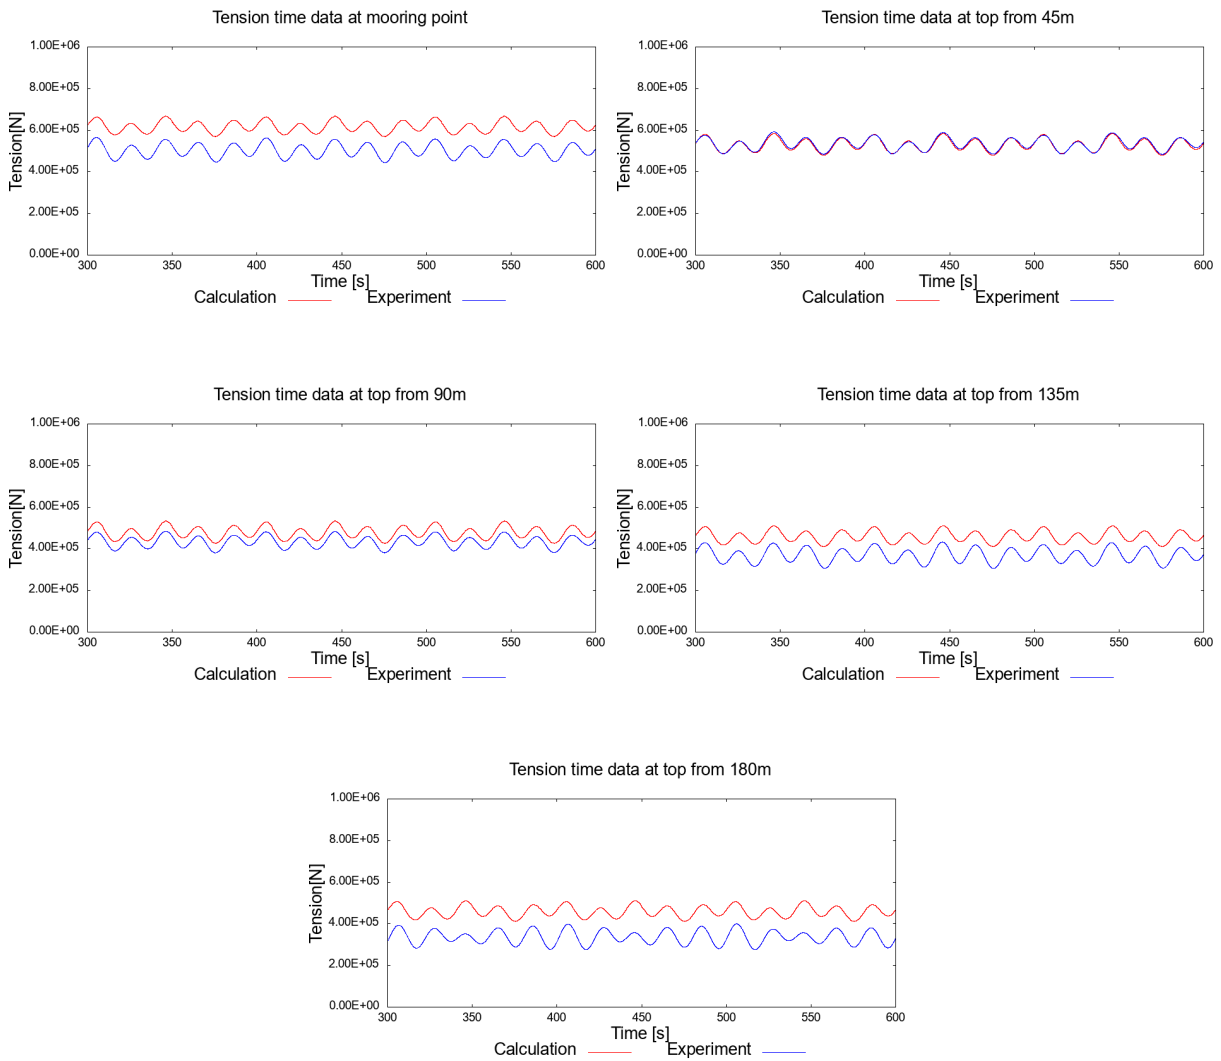 Tension time data at mooring point
1.00E+06
8.00E+05
6.00E+05
4.00E+05
2.00E+05
0.00E+00
Tension[N]
300 350 400 450 500 550 600
Time [s]
Calculation Experiment
Tension time data at top from 45m
1.00E+06
8.00E+05
6.00E+05
4.00E+05
2.00E+05
0.00E+00
Tension[N]
300 350 400 450 500 550 600
Time [s]
Calculation Experiment
Tension time data at top from 90m
1.00E+06
8.00E+05
6.00E+05
4.00E+05
2.00E+05
0.00E+00
Tension[N]
300 350 400 450 500 550 600
Time [s]
Calculation Experiment
Tension time data at top from 135m
1.00E+06
8.00E+05
6.00E+05
4.00E+05
2.00E+05
0.00E+00
Tension[N]
300 350 400 450 500 550 600
Time [s]
Calculation Experiment
Tension time data at top from 180m
1.00E+06
8.00E+05
6.00E+05
4.00E+05
2.00E+05
0.00E+00
Tension[N]
300 350 400 450 500 550 600
Time [s]
Calculation Experiment